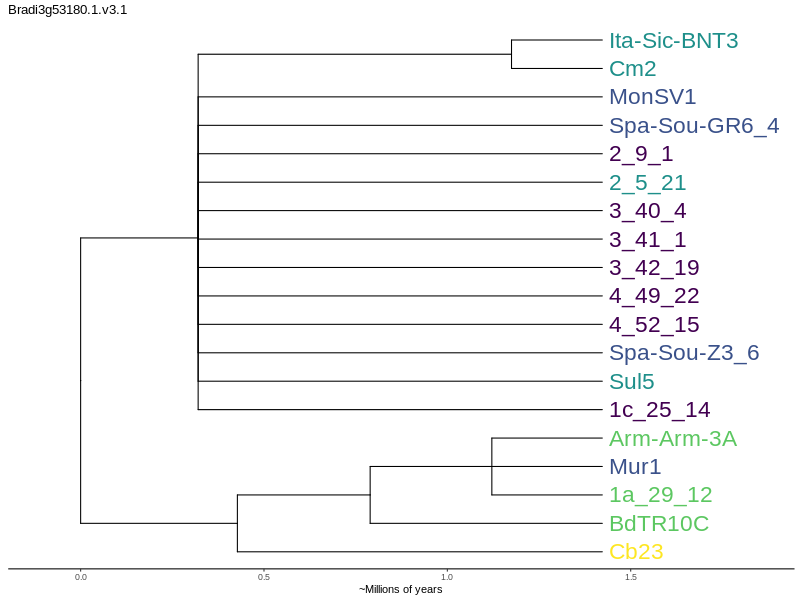 Bradi3g53180.1.v3.1
Ita-Sic-BNT3
Cm2
MonSV1
Spa-Sou-GR6_4
2_9_1
2_5_21
3_40_4
3_41_1
3_42_19
4_49_22
4_52_15
Spa-Sou-Z3_6
Sul5
1c_25_14
Arm-Arm-3A
Mur1
1a_29_12
BdTR10C
Cb23
0.0 0.5 1.0 1.5
~Millions of years